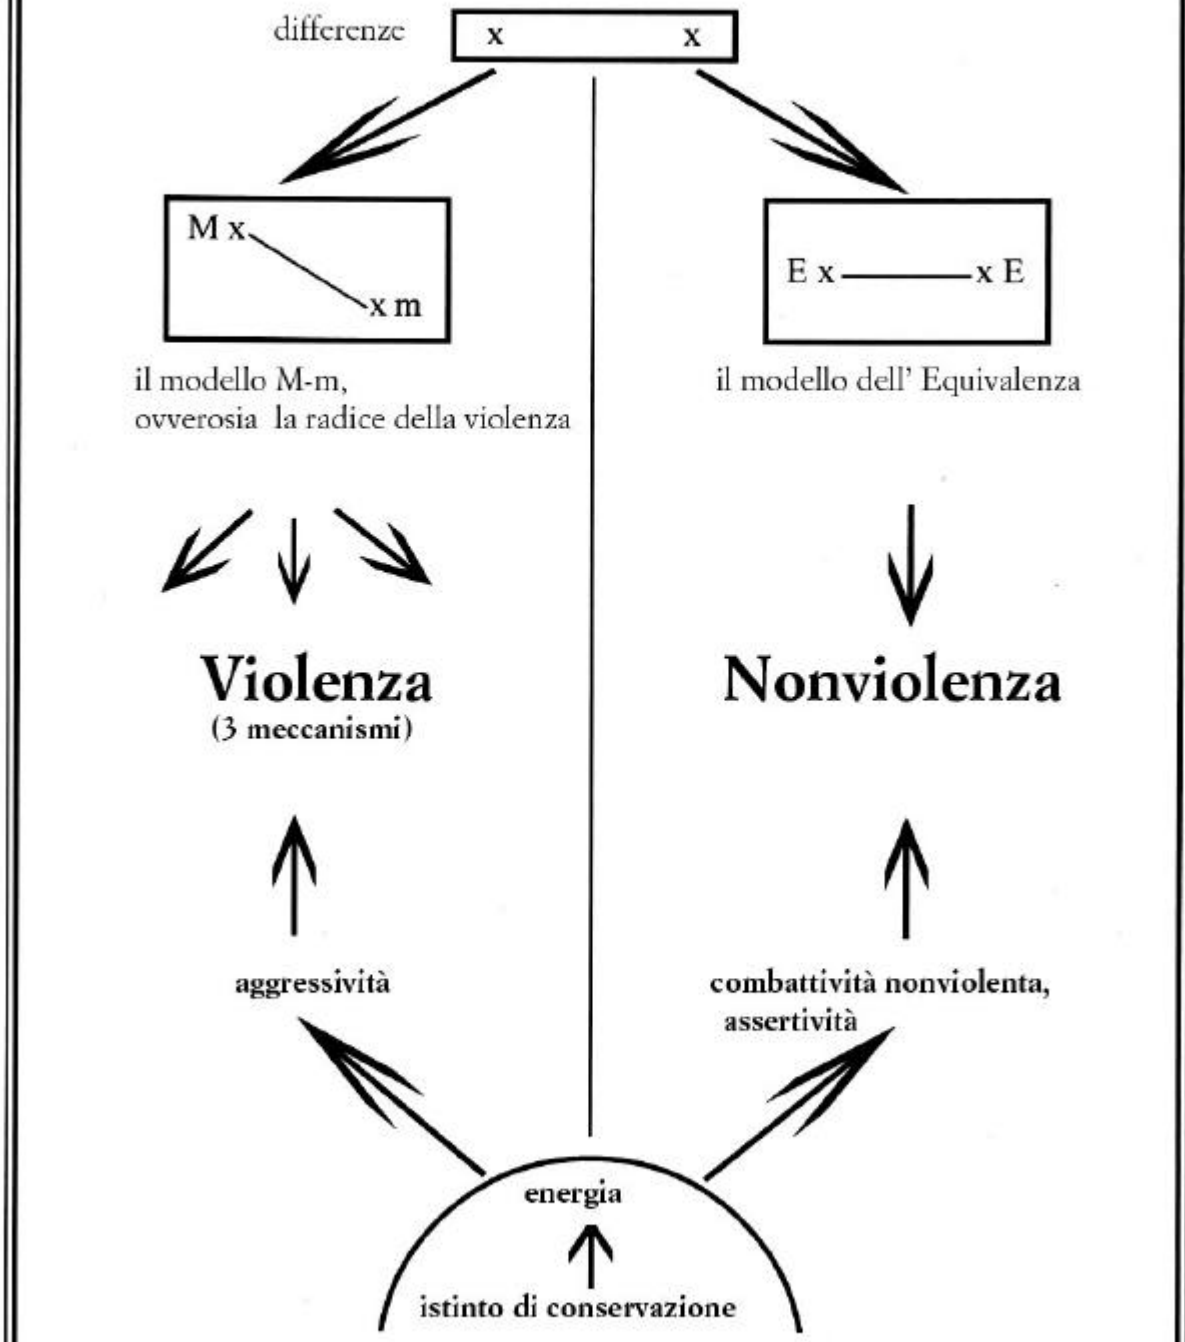 differenze
x x
M x
x m
E x x E
il modello M-m,
ovverosia la radice della violenza
il modello dell' Equivalenza
Violenza
(3 meccanismi)
Nonviolenza
aggressività
combattività nonviolenta,
assertività
energia
istinto di conservazione